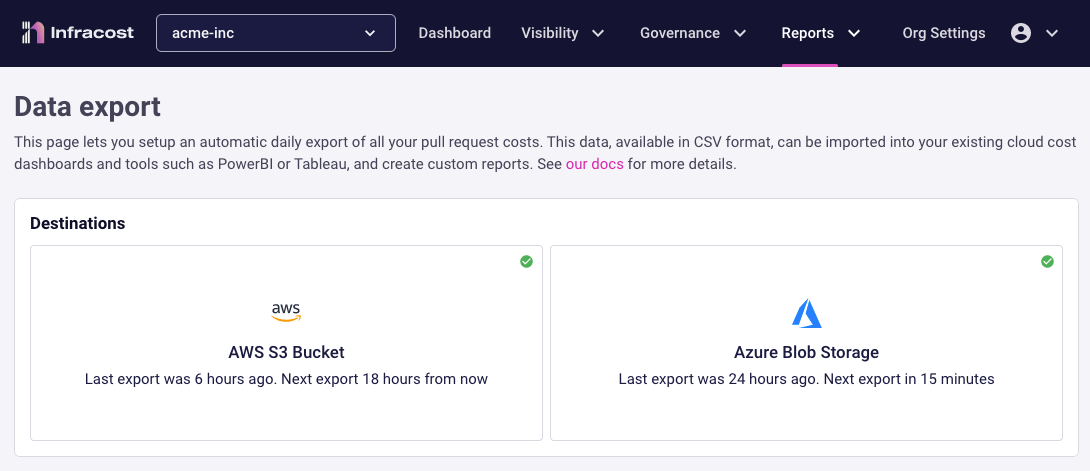 Infracost acme-inc Dashboard Visibility Governance Reports Org Settings
Data export
This page lets you setup an automatic daily export of all your pull request costs. This data, available in CSV format, can be imported into your existing cloud cost
dashboards and tools such as PowerBI or Tableau, and create custom reports. See our docs for more details.
Destinations
aws
AWS S3 Bucket
Last export was 6 hours ago. Next export 18 hours from now
Azure Blob Storage
Last export was 24 hours ago. Next export in 15 minutes